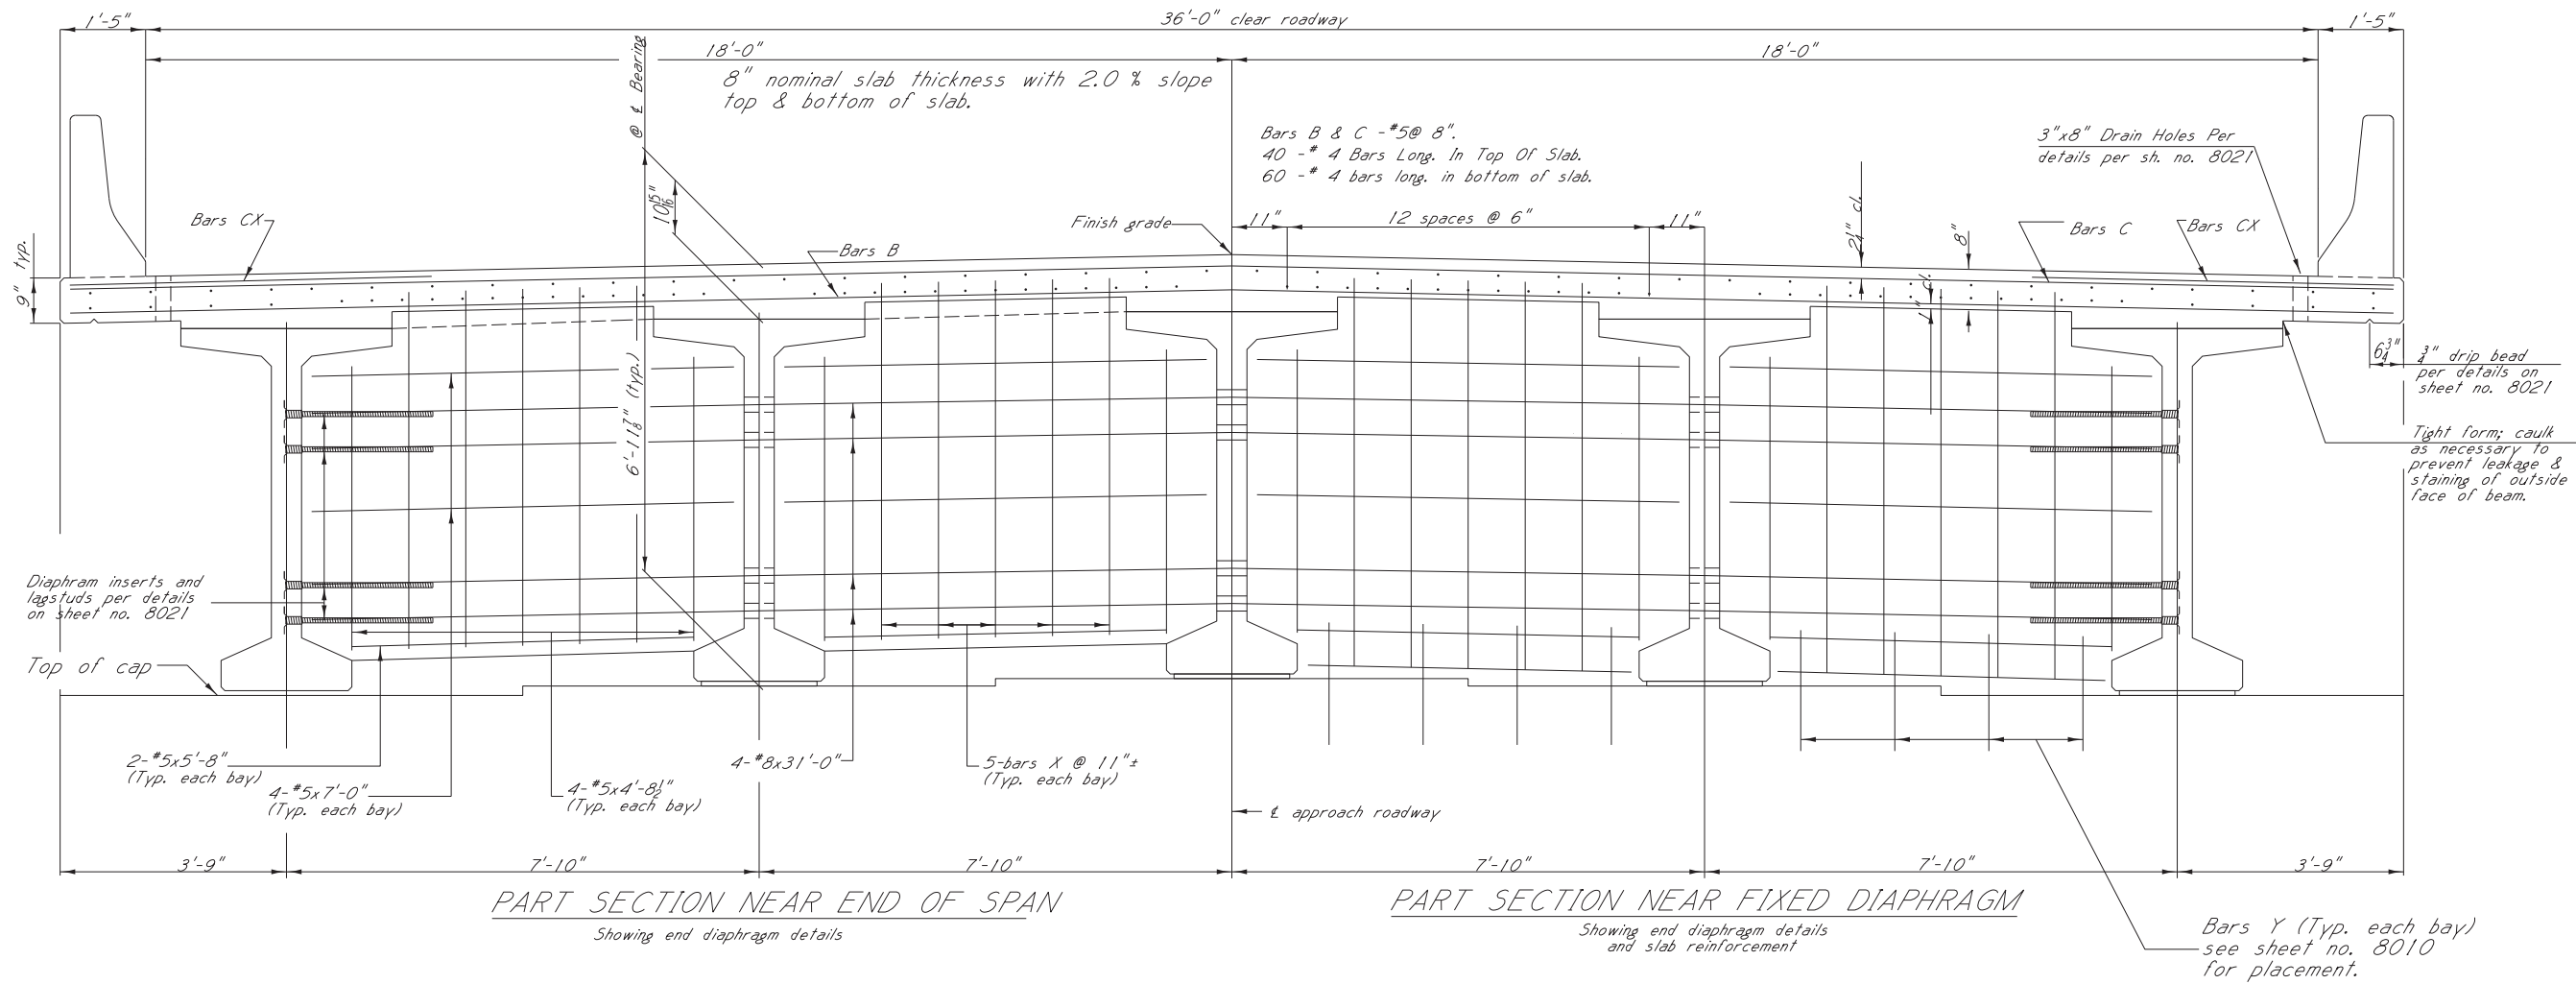 1'-5"
36'-0" clear roadway
1'-5"
18'-0"
18'-0"
@ ℄ Bearing
8" nominal slab thickness with 2.0 % slope
top & bottom of slab.
10 15/16"
Bars B & C -#5@ 8".
40 -# 4 Bars Long. In Top Of Slab.
60 -# 4 bars long. in bottom of slab.
3"x8" Drain Holes Per
details per sh. no. 8021
Bars CX
Bars B
Finish grade
11"
12 spaces @ 6"
11"
2 1/4" cl.
8"
1" cl.
Bars C
Bars CX
9" typ.
6 3/4"
3/4" drip bead
per details on
sheet no. 8021
6'-11 7/8" (typ.)
Tight form; caulk
as necessary to
prevent leakage &
staining of outside
face of beam.
Diaphram inserts and
lagstuds per details
on sheet no. 8021
Top of cap
2-#5x5'-8"
(Typ. each bay)
4-#5x7'-0"
(Typ. each bay)
4-#5x4'-8 1/2"
(Typ. each bay)
4-#8x31'-0"
5-bars X @ 11"±
(Typ. each bay)
℄ approach roadway
3'-9"
7'-10"
7'-10"
7'-10"
7'-10"
3'-9"
PART SECTION NEAR END OF SPAN
Showing end diaphragm details
PART SECTION NEAR FIXED DIAPHRAGM
Showing end diaphragm details
and slab reinforcement
Bars Y (Typ. each bay)
see sheet no. 8010
for placement.